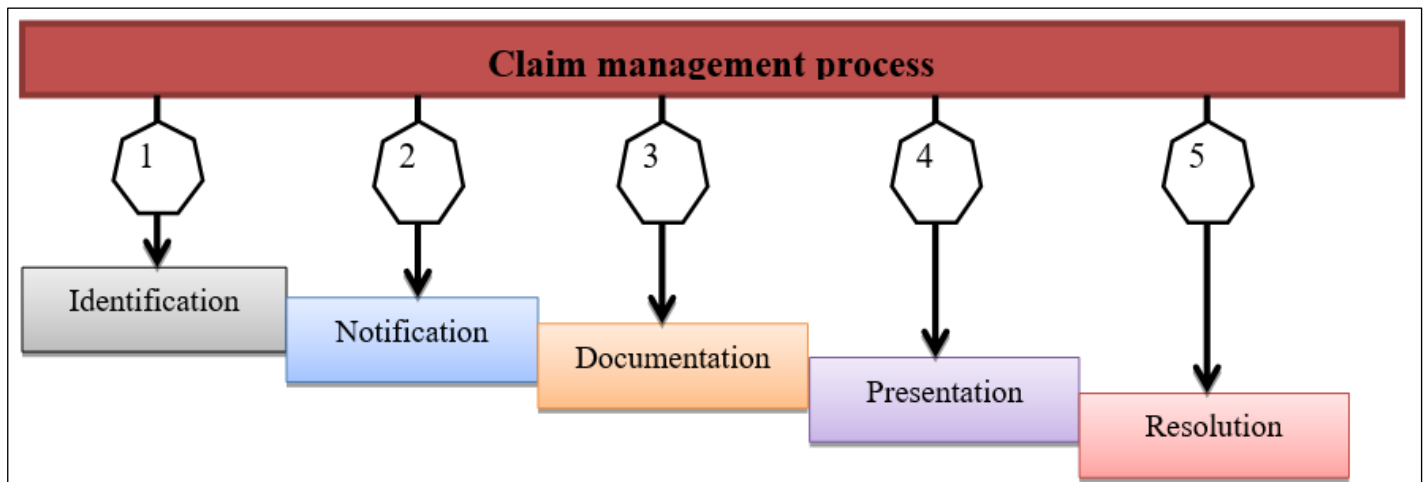 Claim management process
1
2
3
4
5
Identification
Notification
Documentation
Presentation
Resolution